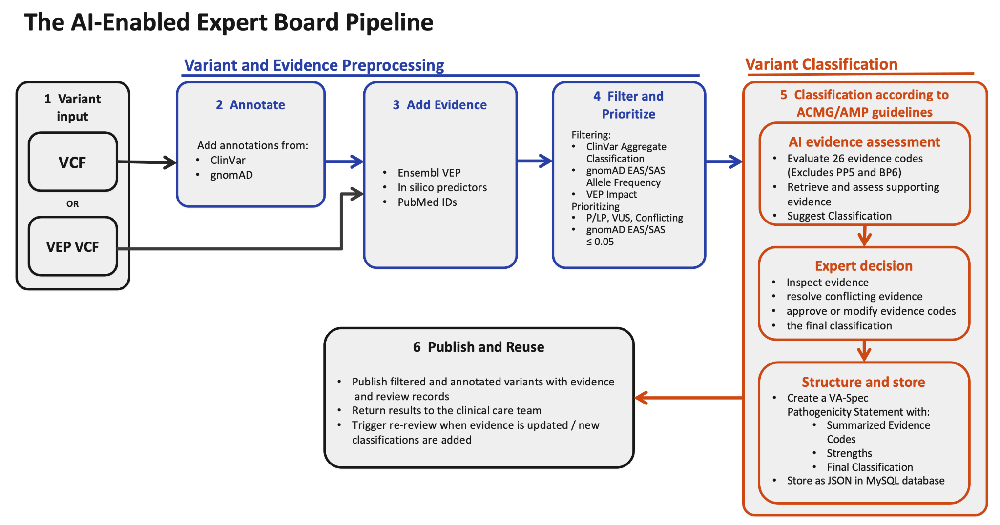 The AI-Enabled Expert Board Pipeline
Variant and Evidence Preprocessing
Variant Classification
1 Variant
input
VCF
OR
VEP VCF
2 Annotate
Add annotations from:
• ClinVar
• gnomAD
3 Add Evidence
• Ensembl VEP
• In silico predictors
• PubMed IDs
4 Filter and
Prioritize
Filtering:
• ClinVar Aggregate
Classification
• gnomAD EAS/SAS
Allele Frequency
• VEP Impact
Prioritizing
• P/LP, VUS, Conflicting
• gnomAD EAS/SAS
≤ 0.05
5 Classification according to
ACMG/AMP guidelines
AI evidence assessment
• Evaluate 26 evidence codes
(Excludes PP5 and BP6)
• Retrieve and assess supporting
evidence
• Suggest Classification
Expert decision
• Inspect evidence
• resolve conflicting evidence
• approve or modify evidence codes
• the final classification
Structure and store
• Create a VA-Spec
Pathogenicity Statement with:
• Summarized Evidence
Codes
• Strengths
• Final Classification
• Store as JSON in MySQL database
6 Publish and Reuse
• Publish filtered and annotated variants with evidence
and review records
• Return results to the clinical care team
• Trigger re-review when evidence is updated / new
classifications are added